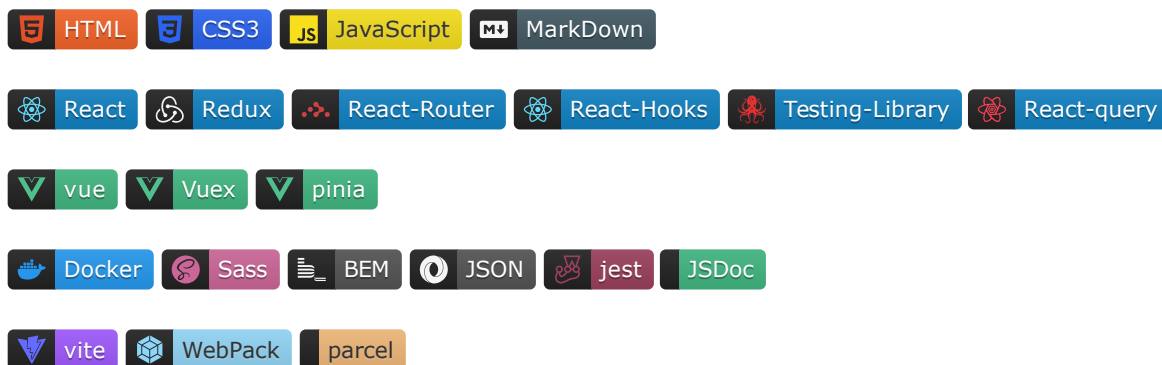 HTML CSS3 JS JavaScript M MarkDown
React Redux React-Router React-Hooks Testing-Library React-query
vue Vuex pinia
Docker Sass BEM JSON jest JSDoc
vite WebPack parcel